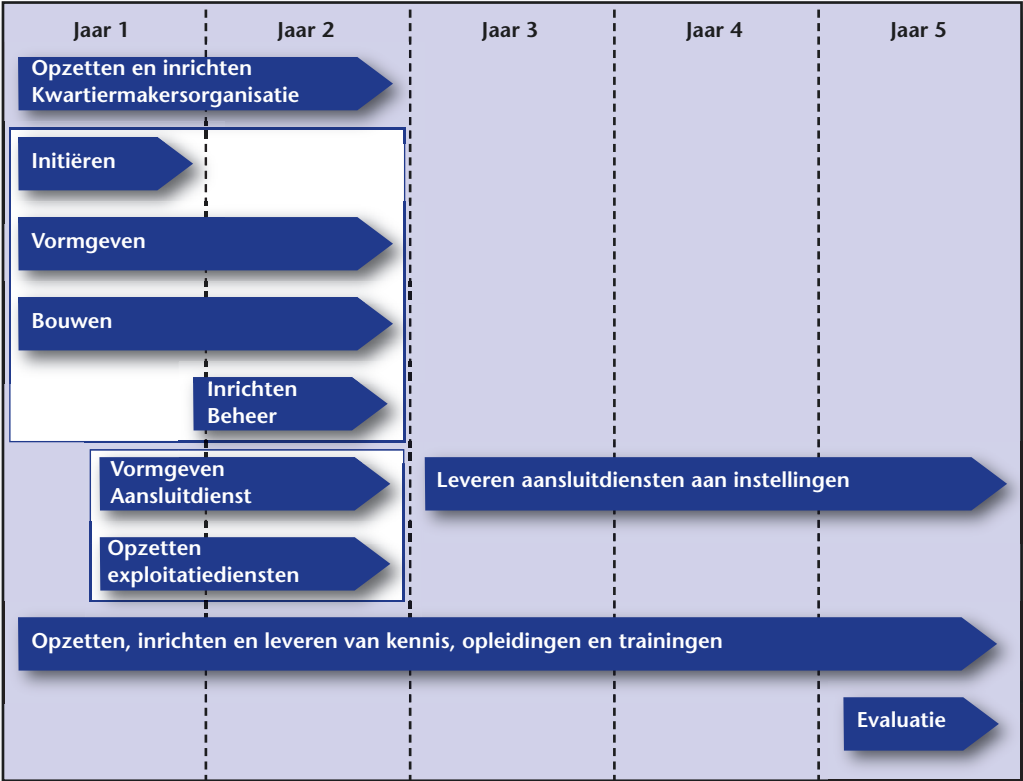 Jaar 1
Jaar 2
Jaar 3
Jaar 4
Jaar 5
Opzetten en inrichten
Kwartiermakersorganisatie
Initiëren
Vormgeven
Bouwen
Inrichten
Beheer
Vormgeven
Aansluitdienst
Leveren aansluitdiensten aan instellingen
Opzetten
exploitatiediensten
Opzetten, inrichten en leveren van kennis, opleidingen en trainingen
Evaluatie